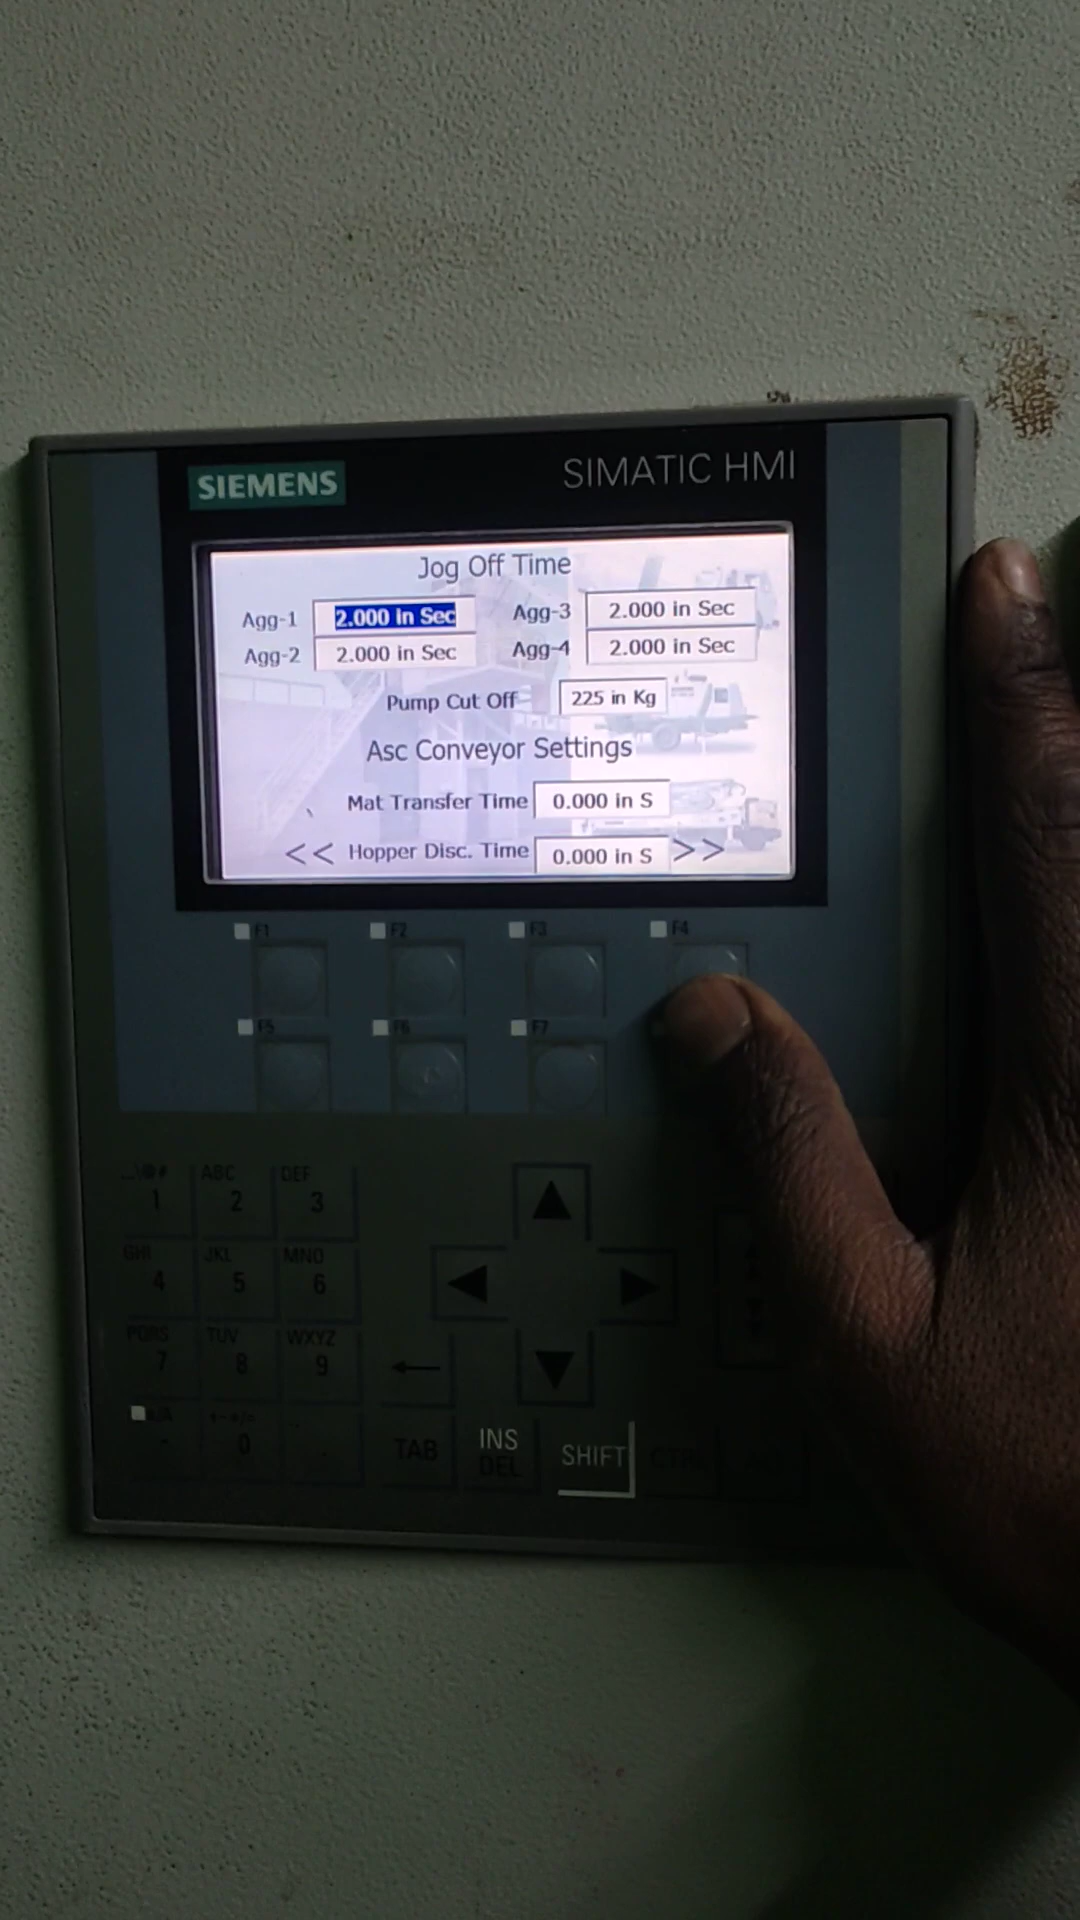 SIEMENS
SIMATIC HMI
Jog Off Time
Agg-1 2.000 in Sec Agg-3 2.000 in Sec
Agg-2 2.000 in Sec Agg-4 2.000 in Sec
Pump Cut Off 225 in Kg
Asc Conveyor Settings
Mat Transfer Time 0.000 in S
<< Hopper Disc. Time 0.000 in S >>
F1 F2 F3 F4
F5 F6 F7
ABC DEF
1 2 3
GHI JKL MNO
4 5 6
PQRS TUV WXYZ
7 8 9
0
TAB INS DEL SHIFT